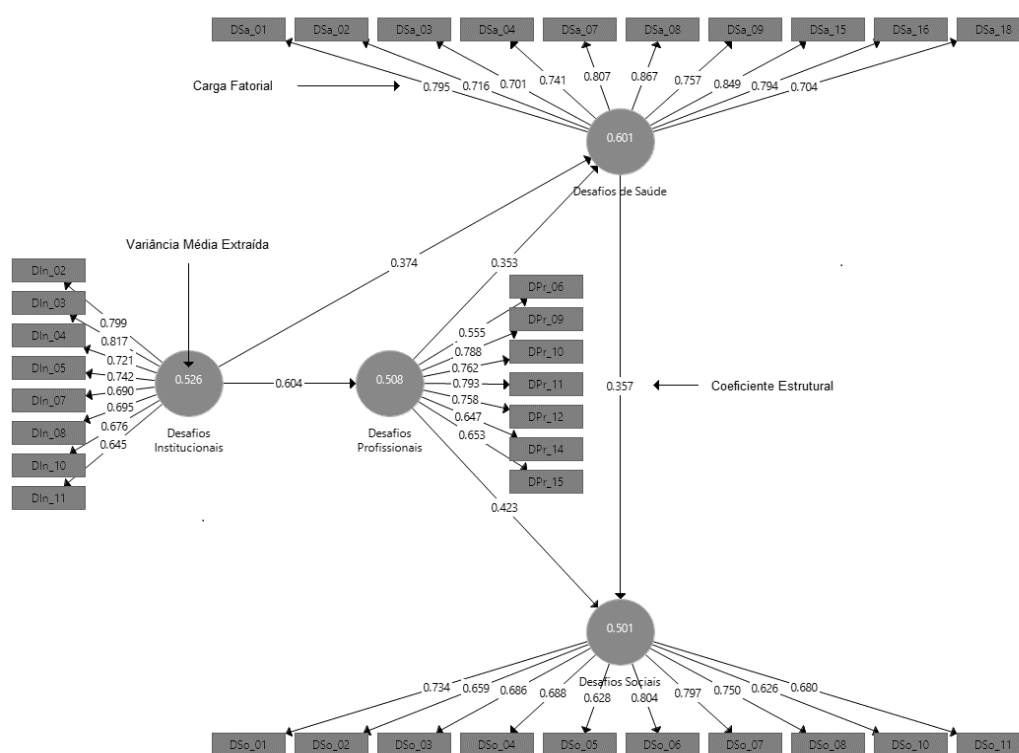 DSa_01 DSa_02 DSa_03 DSa_04 DSa_07 DSa_08 DSa_09 DSa_15 DSa_16 DSa_18
0.795 0.716 0.701 0.741 0.807 0.867 0.757 0.849 0.794 0.704
Carga Fatorial
0.601
Desafios de Saúde
Variância Média Extraída
0.374
0.353
DIn_02
DIn_03
DIn_04
DIn_05
DIn_07
DIn_08
DIn_10
DIn_11
0.799
0.817
0.721
0.742
0.690
0.695
0.676
0.645
0.526
Desafios
Institucionais
0.604
0.508
Desafios
Profissionais
0.555
0.788
0.762
0.793
0.758
0.647
0.653
DPr_06
DPr_09
DPr_10
DPr_11
DPr_12
DPr_14
DPr_15
0.357
Coeficiente Estrutural
0.423
0.501
Desafios Sociais
0.734 0.659 0.686 0.688 0.628 0.804 0.797 0.750 0.626 0.680
DSo_01 DSo_02 DSo_03 DSo_04 DSo_05 DSo_06 DSo_07 DSo_08 DSo_10 DSo_11